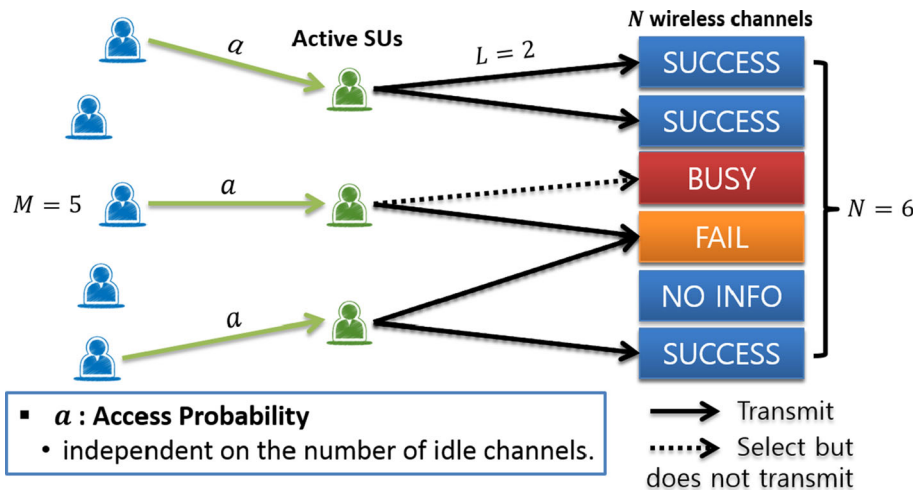 N wireless channels
Active SUs
a
L = 2
SUCCESS
SUCCESS
M = 5
a
BUSY
N = 6
FAIL
NO INFO
a
SUCCESS
▪ a : Access Probability
• independent on the number of idle channels.
Transmit
Select but
does not transmit